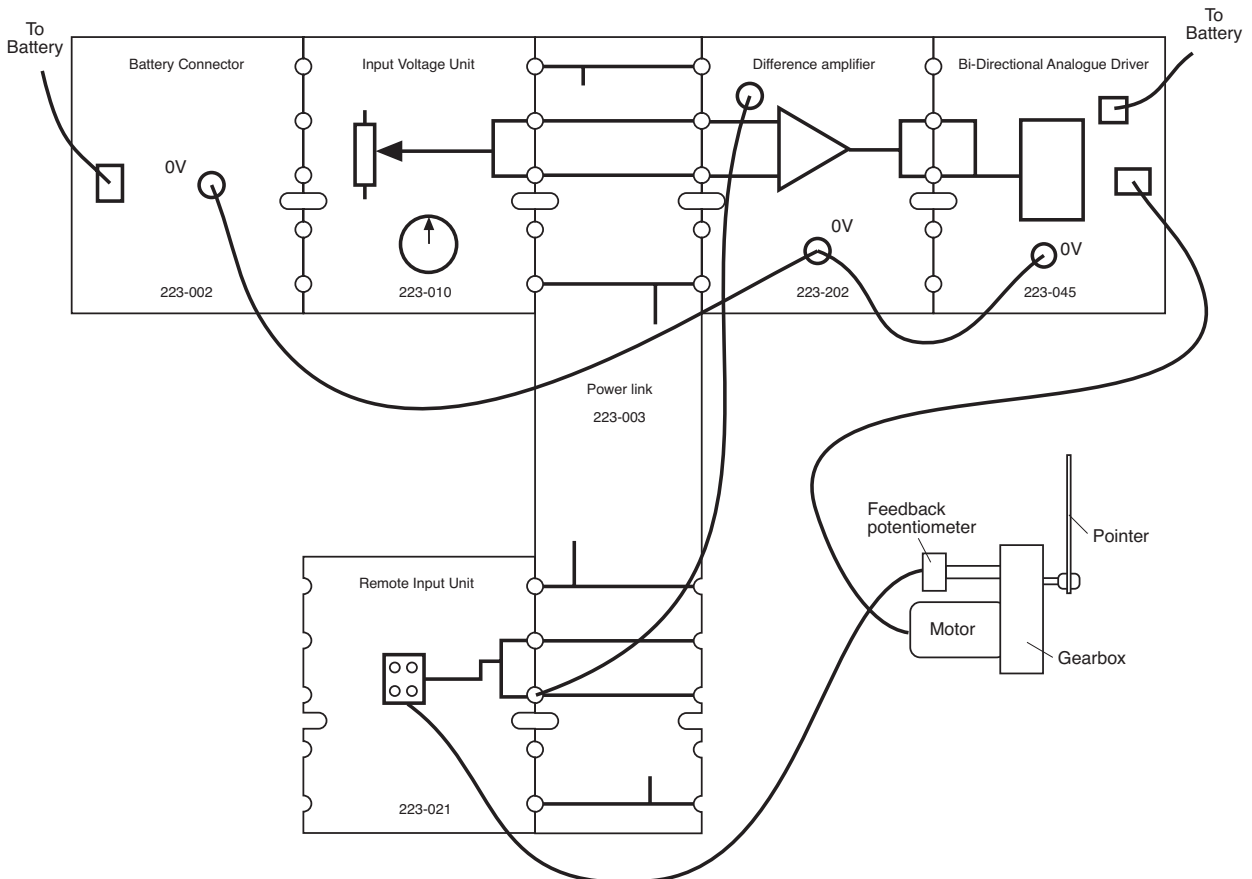 To
Battery
To
Battery
Battery Connector
Input Voltage Unit
Difference amplifier
Bi-Directional Analogue Driver
0V
0V
0V
223-002
223-010
223-202
223-045
Power link
223-003
Feedback
potentiometer
Pointer
Remote Input Unit
Motor
Gearbox
223-021